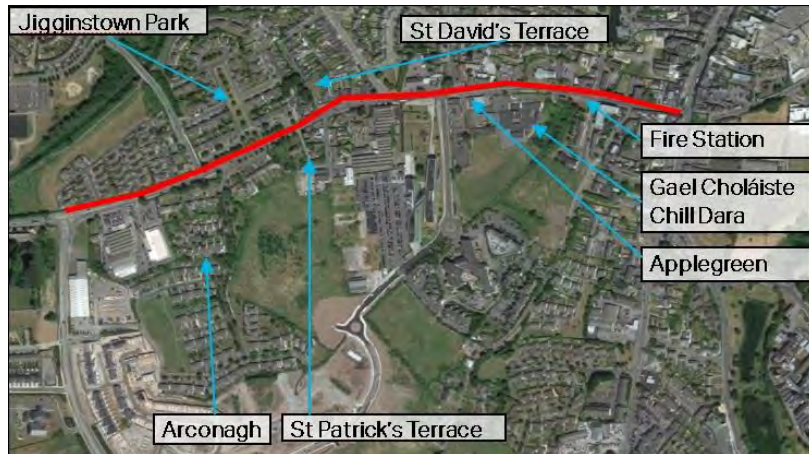 Jigginstown Park
St David's Terrace
Fire Station
Gael Choláiste
Chill Dara
Applegreen
Arconagh
St Patrick's Terrace